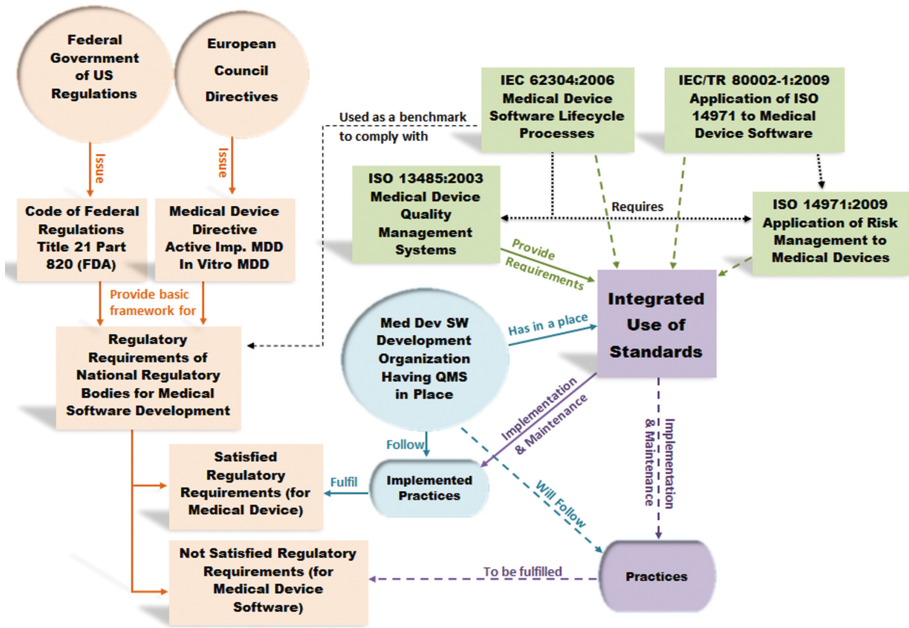 Federal
Government
of US
Regulations
European
Council
Directives
Issue
Issue
Code of Federal
Regulations
Title 21 Part
820 (FDA)
Medical Device
Directive
Active Imp. MDD
In Vitro MDD
Provide basic
framework for
Regulatory
Requirements of
National Regulatory
Bodies for Medical
Software Development
Satisfied
Regulatory
Requirements (for
Medical Device)
Not Satisfied Regulatory
Requirements (for
Medical Device
Software)
Used as a benchmark
to comply with
IEC 62304:2006
Medical Device
Software Lifecycle
Processes
IEC/TR 80002-1:2009
Application of ISO
14971 to Medical
Device Software
ISO 13485:2003
Medical Device
Quality
Management
Systems
Requires
ISO 14971:2009
Application of Risk
Management to
Medical Devices
Provide
Requirements
Integrated
Use of
Standards
Med Dev SW
Development
Organization
Having QMS
in Place
Has in a place
Implementation
& Maintenance
Implementation
& Maintenance
Follow
Implemented
Practices
Fulfil
Will Follow
Practices
To be fulfilled